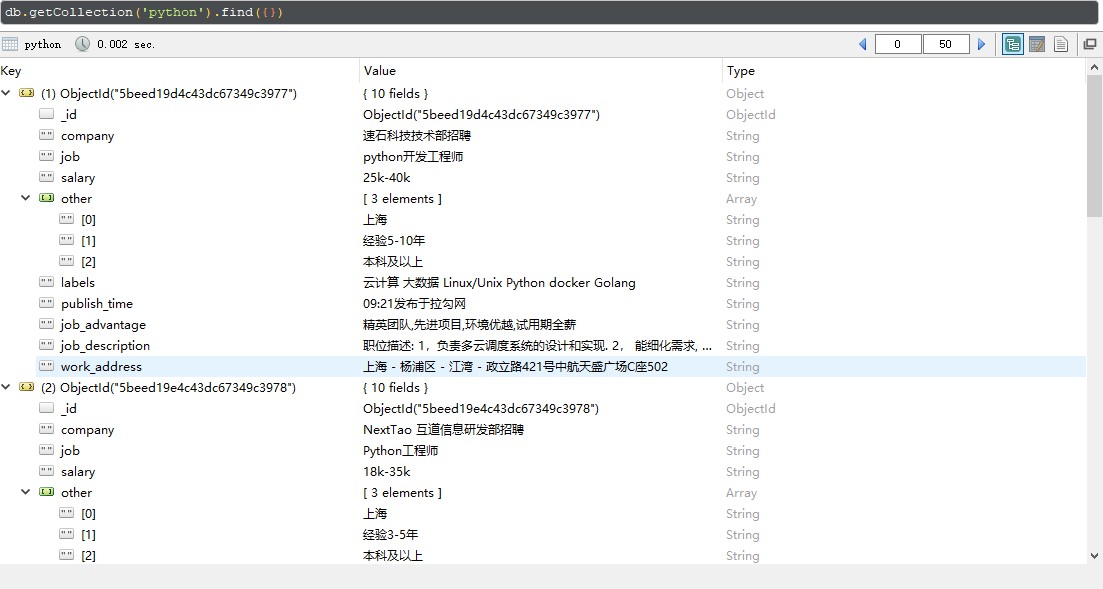 db.getCollection('python').find({})
python 0.002 sec. 0 50
Key Value Type
(1) ObjectId("5beed19d4c43dc67349c3977") { 10 fields } Object
_id ObjectId("5beed19d4c43dc67349c3977") ObjectId
company 速石科技技术部招聘 String
job python开发工程师 String
salary 25k-40k String
other [ 3 elements ] Array
[0] 上海 String
[1] 经验5-10年 String
[2] 本科及以上 String
labels 云计算 大数据 Linux/Unix Python docker Golang String
publish_time 09:21发布于拉勾网 String
job_advantage 精英团队,先进项目,环境优越,试用期全薪 String
job_description 职位描述: 1，负责多云调度系统的设计和实现. 2， 能细化需求, ... String
work_address 上海 - 杨浦区 - 江湾 - 政立路421号中航天盛广场C座502 String
(2) ObjectId("5beed19e4c43dc67349c3978") { 10 fields } Object
_id ObjectId("5beed19e4c43dc67349c3978") ObjectId
company NextTao 互道信息研发部招聘 String
job Python工程师 String
salary 18k-35k String
other [ 3 elements ] Array
[0] 上海 String
[1] 经验3-5年 String
[2] 本科及以上 String